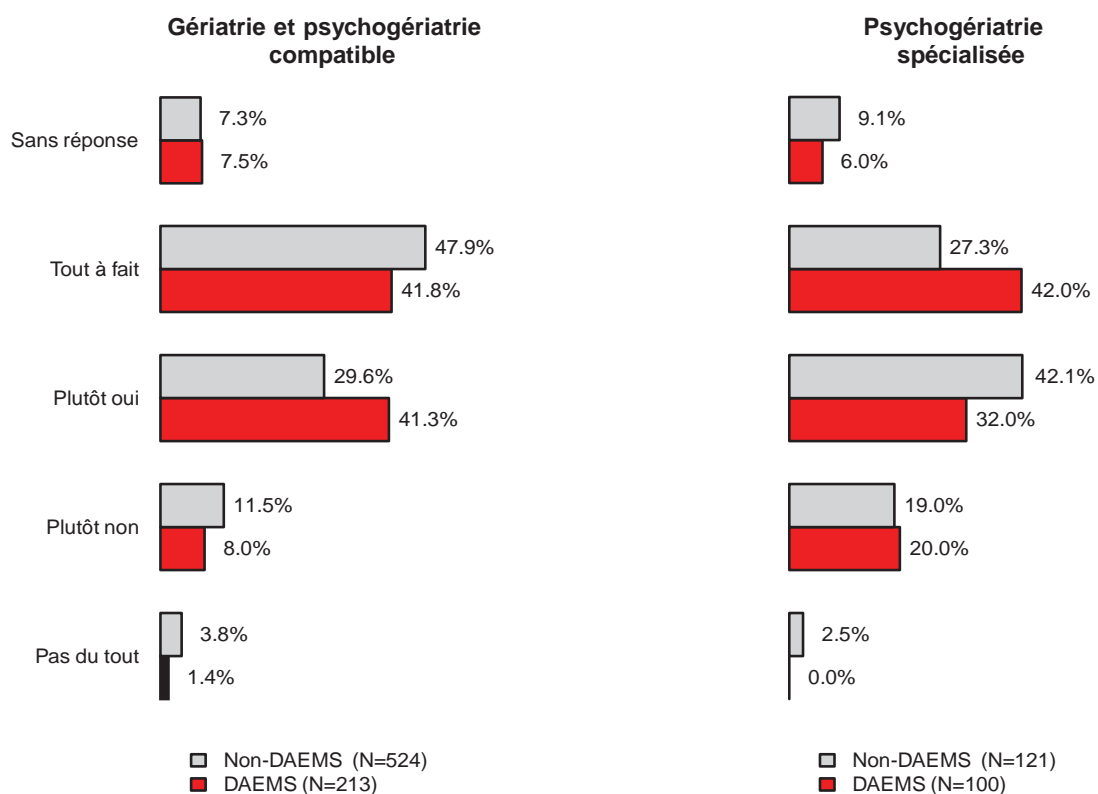 Gériatrie et psychogériatrie
compatible
Psychogériatrie
spécialisée
Sans réponse
7.3%
7.5%
9.1%
6.0%
Tout à fait
47.9%
41.8%
27.3%
42.0%
Plutôt oui
29.6%
41.3%
42.1%
32.0%
Plutôt non
11.5%
8.0%
19.0%
20.0%
Pas du tout
3.8%
1.4%
2.5%
0.0%
Non-DAEMS (N=524)
DAEMS (N=213)
Non-DAEMS (N=121)
DAEMS (N=100)